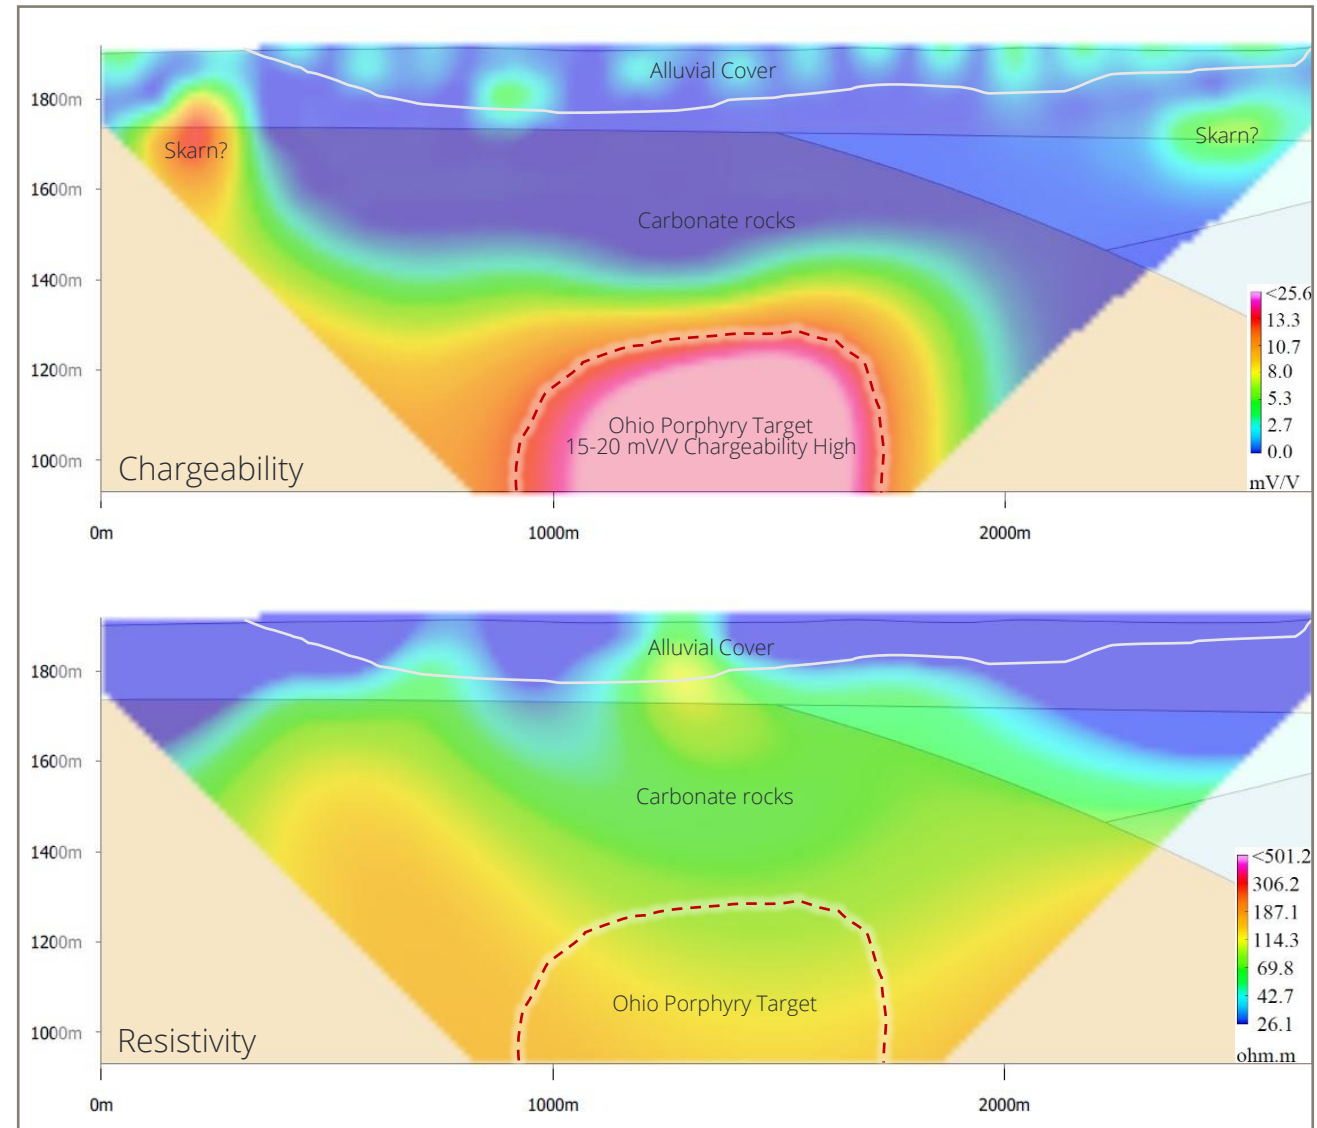 Alluvial Cover
1800m
Skarn?
Skarn?
1600m
Carbonate rocks
1400m
<25.6
13.3
10.7
8.0
5.3
2.7
0.0
mV/V
1200m
Ohio Porphyry Target
15-20 mV/V Chargeability High
1000m
Chargeability
0m
1000m
2000m
Alluvial Cover
1800m
1600m
Carbonate rocks
1400m
<501.2
306.2
187.1
114.3
69.8
42.7
26.1
ohm.m
1200m
Ohio Porphyry Target
1000m
Resistivity
0m
1000m
2000m